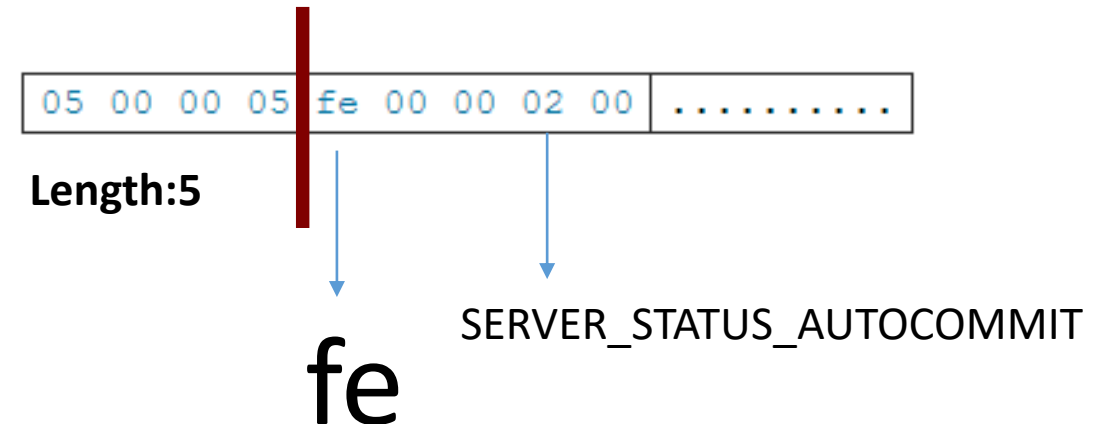 05 00 00 05 fe 00 00 02 00 ..........
Length:5
SERVER_STATUS_AUTOCOMMIT
fe